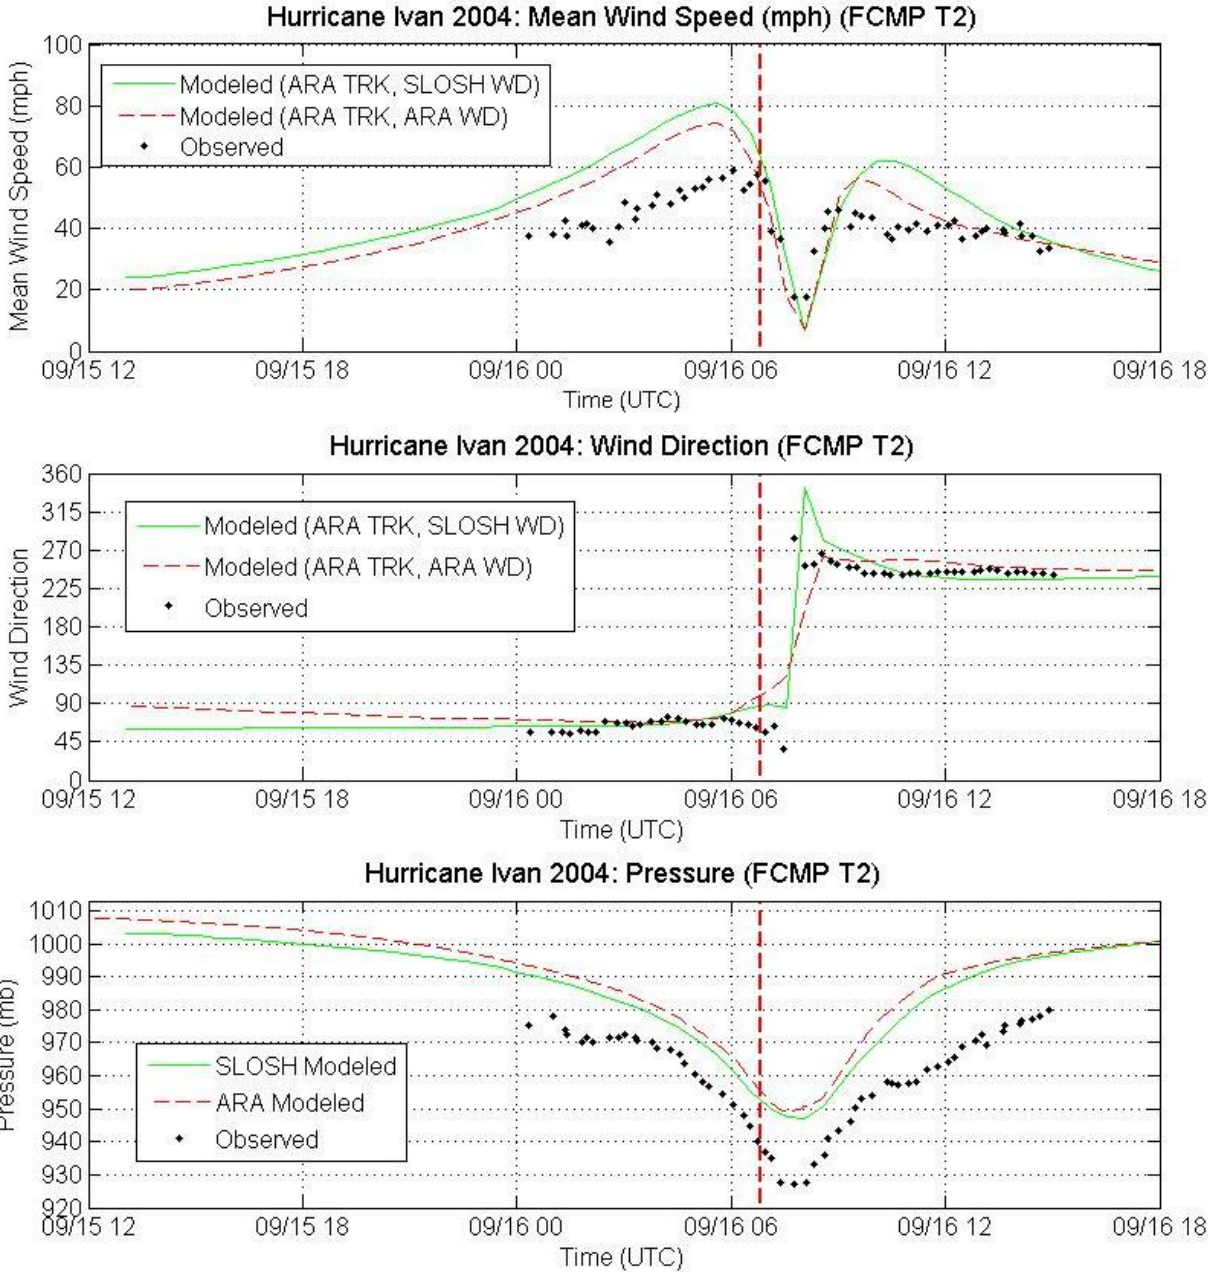 Hurricane Ivan 2004: Mean Wind Speed (mph) (FCMP T2)
Mean Wind Speed (mph)
100
80
60
40
20
0
Modeled (ARA TRK, SLOSH WD)
Modeled (ARA TRK, ARA WD)
Observed
09/15 12 09/15 18 09/16 00 09/16 06 09/16 12 09/16 18
Time (UTC)
Hurricane Ivan 2004: Wind Direction (FCMP T2)
Wind Direction
360
315
270
225
180
135
90
45
0
Modeled (ARA TRK, SLOSH WD)
Modeled (ARA TRK, ARA WD)
Observed
09/15 12 09/15 18 09/16 00 09/16 06 09/16 12 09/16 18
Time (UTC)
Hurricane Ivan 2004: Pressure (FCMP T2)
Pressure (mb)
1010
1000
990
980
970
960
950
940
930
920
SLOSH Modeled
ARA Modeled
Observed
09/15 12 09/15 18 09/16 00 09/16 06 09/16 12 09/16 18
Time (UTC)